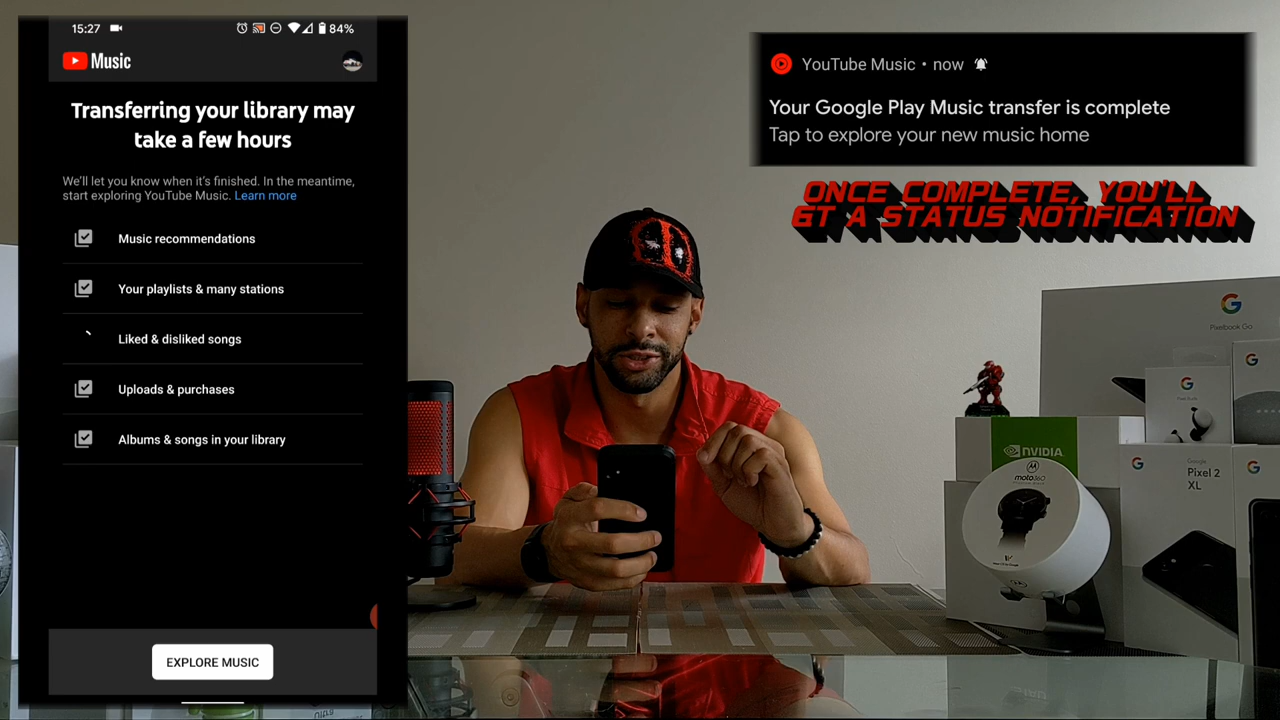 15:27
84%
Music
Transferring your library may
take a few hours
We'll let you know when it's finished. In the meantime,
start exploring YouTube Music. Learn more
Music recommendations
Your playlists & many stations
Liked & disliked songs
Uploads & purchases
Albums & songs in your library
EXPLORE MUSIC
YouTube Music • now
Your Google Play Music transfer is complete
Tap to explore your new music home
ONCE COMPLETE, YOU'LL
GT A STATUS NOTIFICATION
G
Pixelbook Go
G
G
NVIDIA
moto360
G
Google
Pixel 2
XL
G